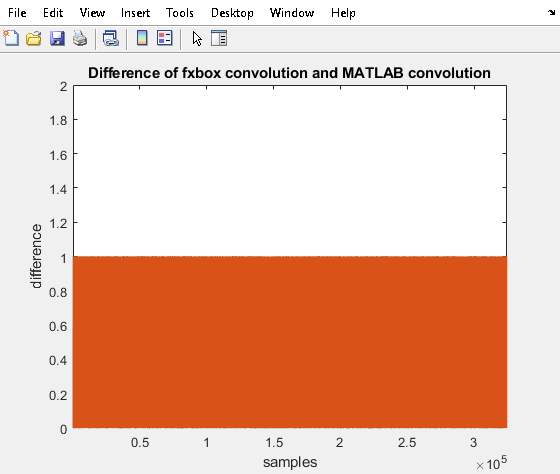 File Edit View Insert Tools Desktop Window Help
Difference of fxbox convolution and MATLAB convolution
2
1.8
1.6
1.4
1.2
1
0.8
0.6
0.4
0.2
0
difference
0.5 1 1.5 2 2.5 3
samples
×10⁵